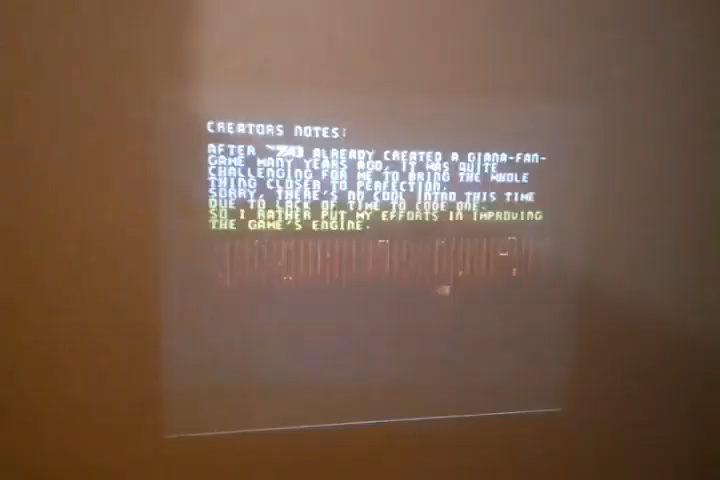 CREATORS NOTES:
AFTER ALREADY CREATED A GIANA-FAN-
GAME MANY YEARS AGO, IT WAS QUITE
CHALLENGING FOR ME TO BRING THE WHOLE
THING CLOSER TO PERFECTION.
SORRY, THERE'S NO COOL INTRO THIS TIME
DUE TO LACK OF TIME TO CODE ONE.
SO I RATHER PUT MY EFFORTS IN IMPROVING
THE GAME'S ENGINE.